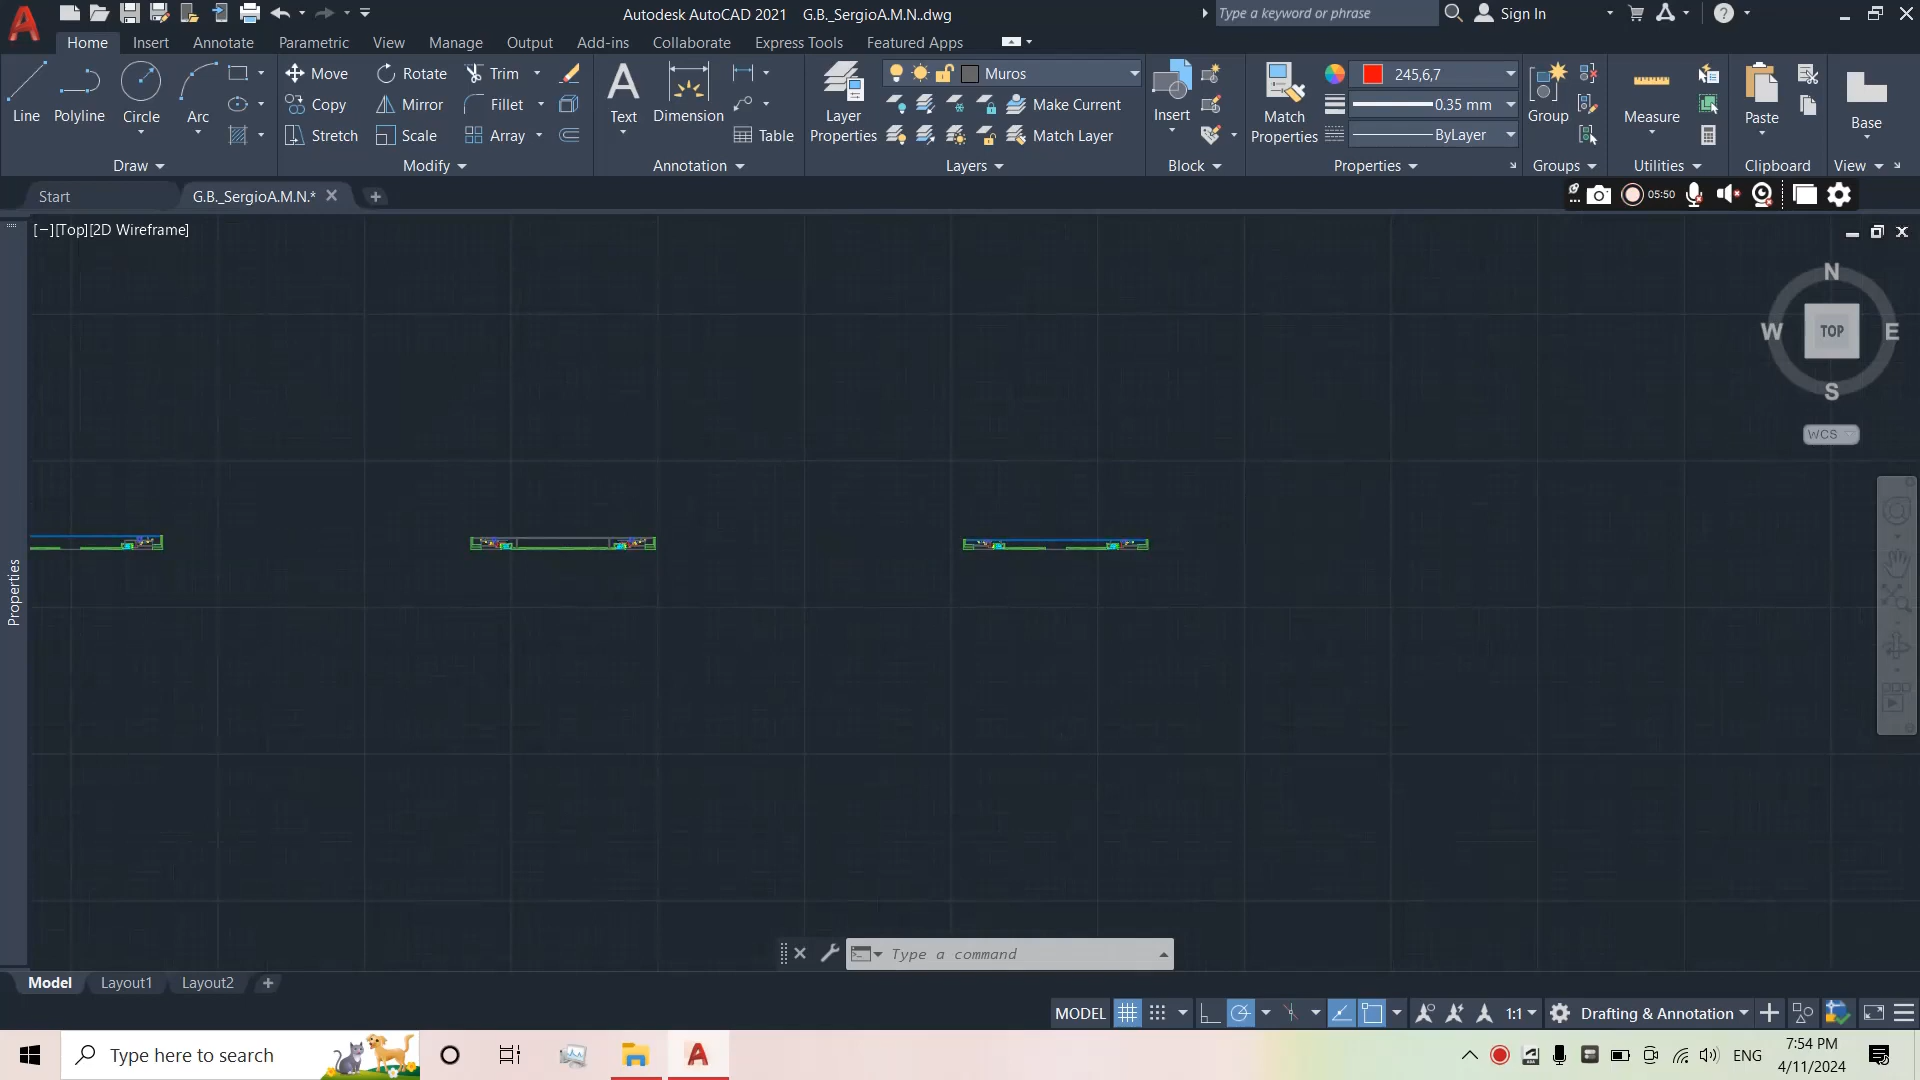 Autodesk AutoCAD 2021 G.B._SergioA.M.N..dwg
Type a keyword or phrase
Sign In
Home Insert Annotate Parametric View Manage Output Add-ins Collaborate Express Tools Featured Apps
Line Polyline Circle Arc
Move Rotate Trim
Copy Mirror Fillet
Stretch Scale Array
Text Dimension Table
Layer Properties
Muros
Make Current
Match Layer
Insert
Match Properties
245,6,7
0.35 mm
ByLayer
Group
Measure
Paste
Base
Draw Modify Annotation Layers Block Properties Groups Utilities Clipboard View
Start G.B._SergioA.M.N.*
05:50
[−][Top][2D Wireframe]
N
W TOP E
S
WCS
Properties
Type a command
Model Layout1 Layout2
MODEL 1:1 Drafting & Annotation
Type here to search
ENG
7:54 PM
4/11/2024